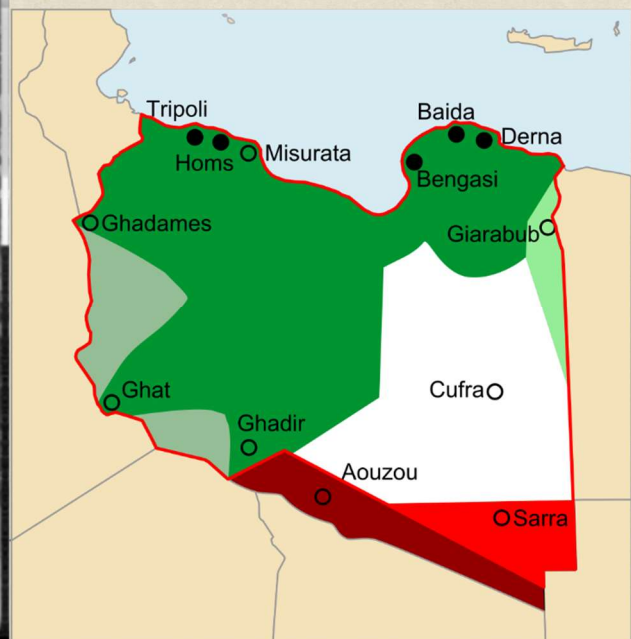 Tripoli
Baida
Derna
Homs
Misurata
Bengasi
Ghadames
Giarabub
Ghat
Cufra
Ghadir
Aouzou
Sarra